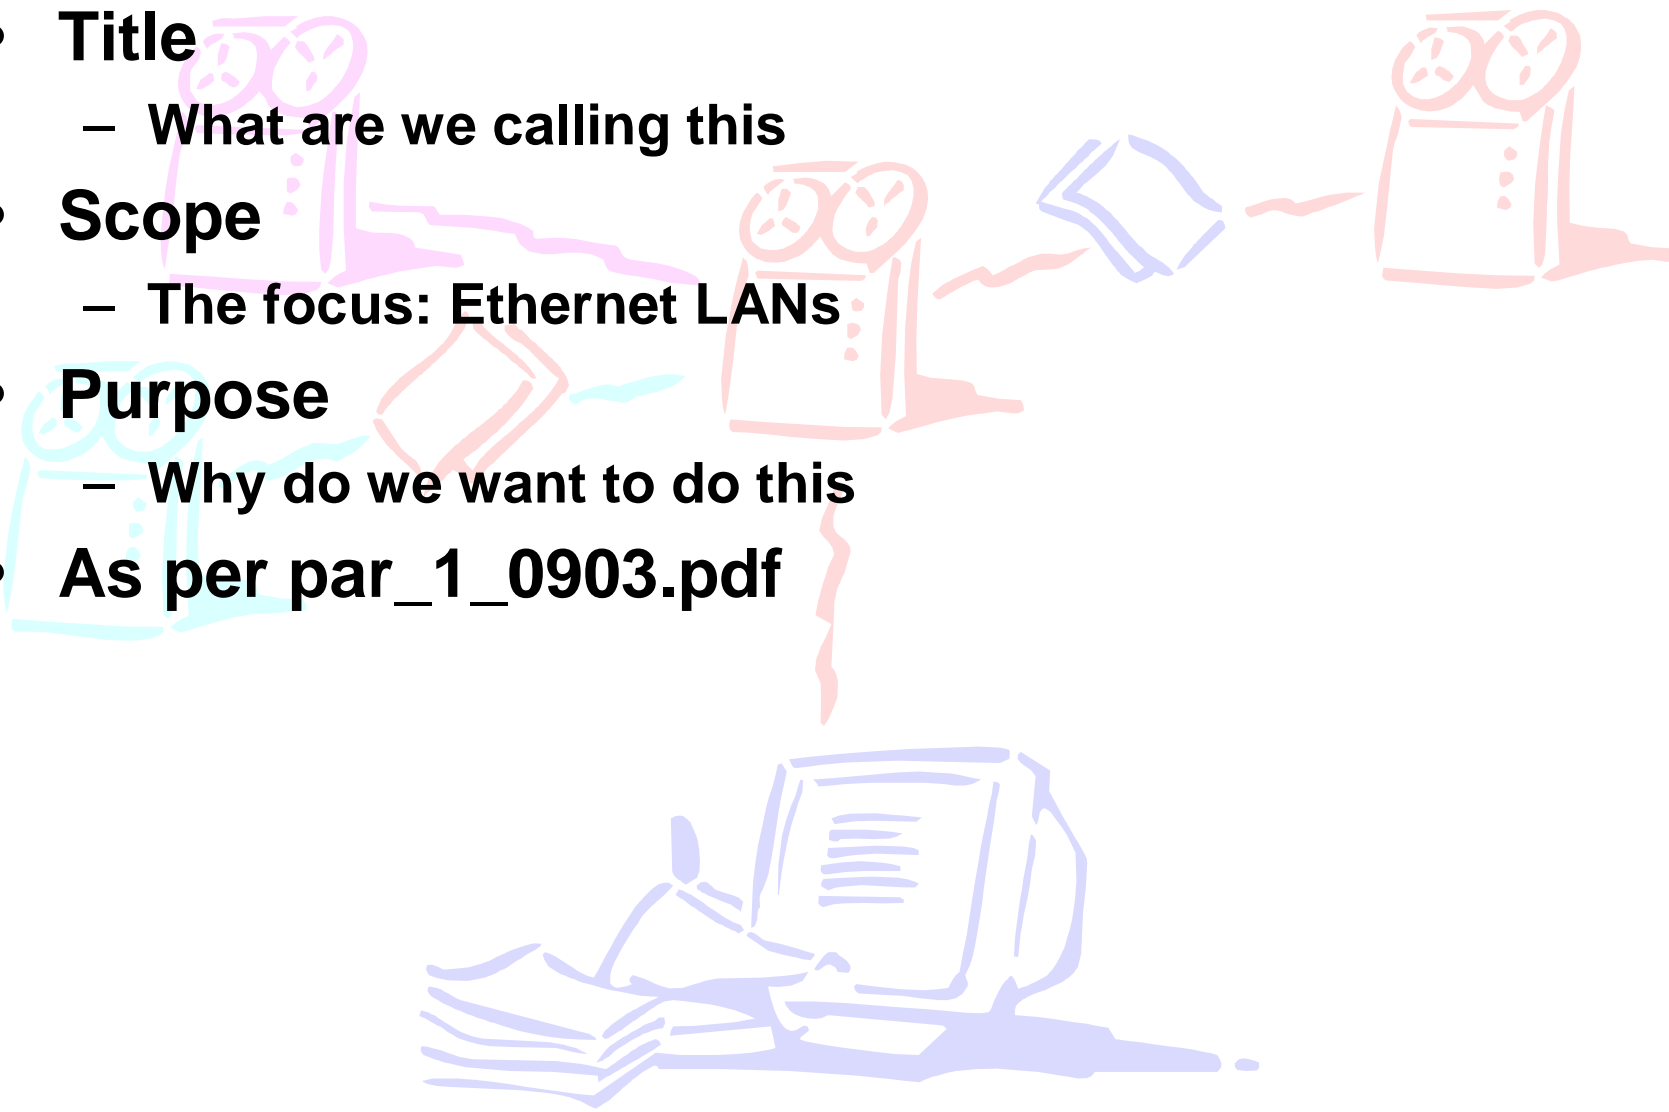 • Title
– What are we calling this
• Scope
– The focus: Ethernet LANs
• Purpose
– Why do we want to do this
• As per par_1_0903.pdf